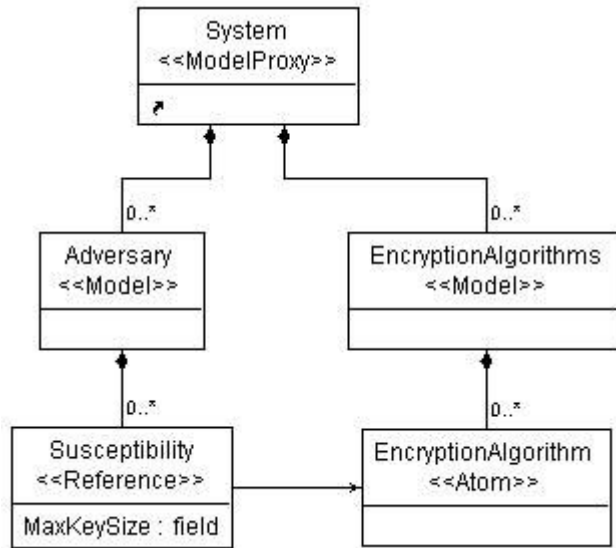 System
<<ModelProxy>>
0..*
0..*
Adversary
<<Model>>
EncryptionAlgorithms
<<Model>>
0..*
0..*
Susceptibility
<<Reference>>
MaxKeySize : field
EncryptionAlgorithm
<<Atom>>